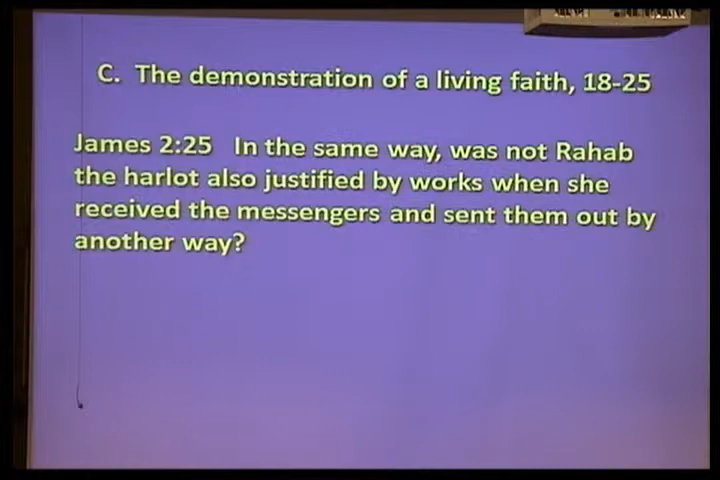 C. The demonstration of a living faith, 18-25
James 2:25 In the same way, was not Rahab
the harlot also justified by works when she
received the messengers and sent them out by
another way?